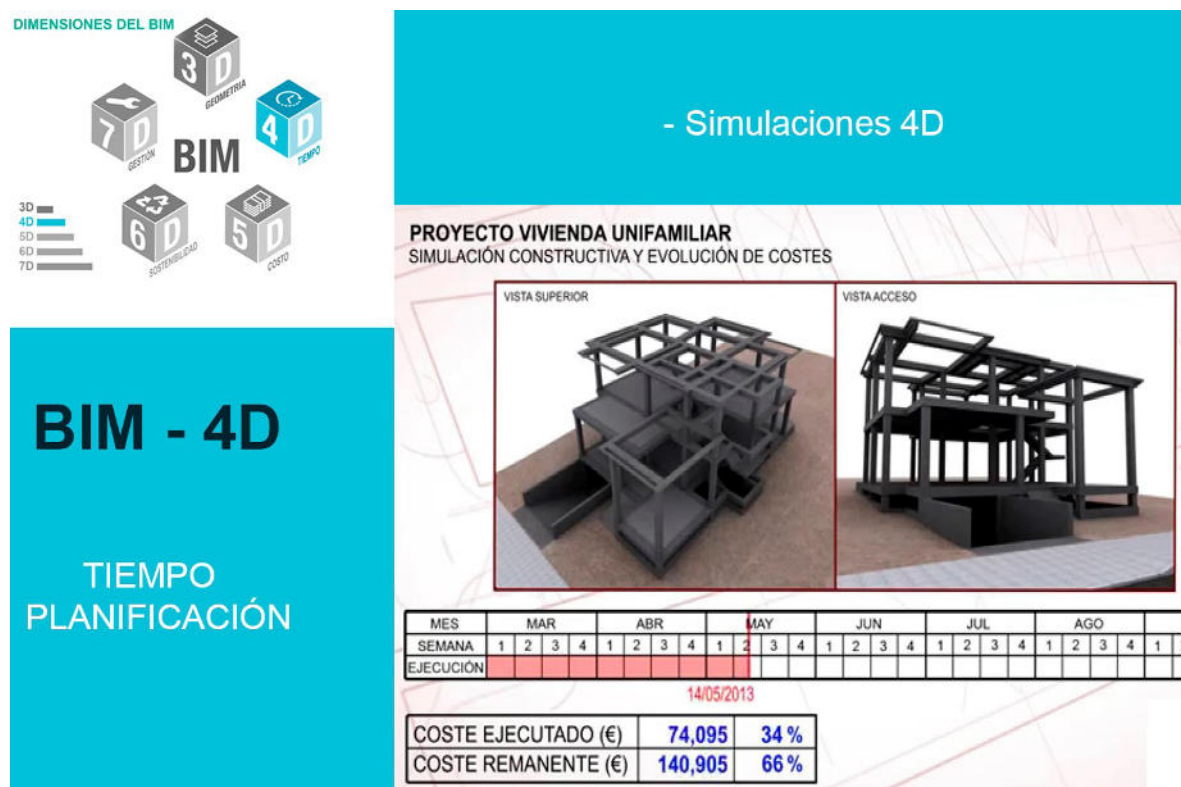 DIMENSIONES DEL BIM
3D
GEOMETRIA
7D
GESTIÓN
BIM
4D
TIEMPO
6D
SOSTENIBILIDAD
5D
COSTO
3D
4D
5D
6D
7D
BIM - 4D
TIEMPO
PLANIFICACIÓN
- Simulaciones 4D
PROYECTO VIVIENDA UNIFAMILIAR
SIMULACIÓN CONSTRUCTIVA Y EVOLUCIÓN DE COSTES
VISTA SUPERIOR
VISTA ACCESO
MES MAR ABR MAY JUN JUL AGO
SEMANA 1 2 3 4 1 2 3 4 1 2 3 4 1 2 3 4 1 2 3 4 1 2 3 4 1
EJECUCIÓN
14/05/2013
COSTE EJECUTADO (€) 74,095 34 %
COSTE REMANENTE (€) 140,905 66 %